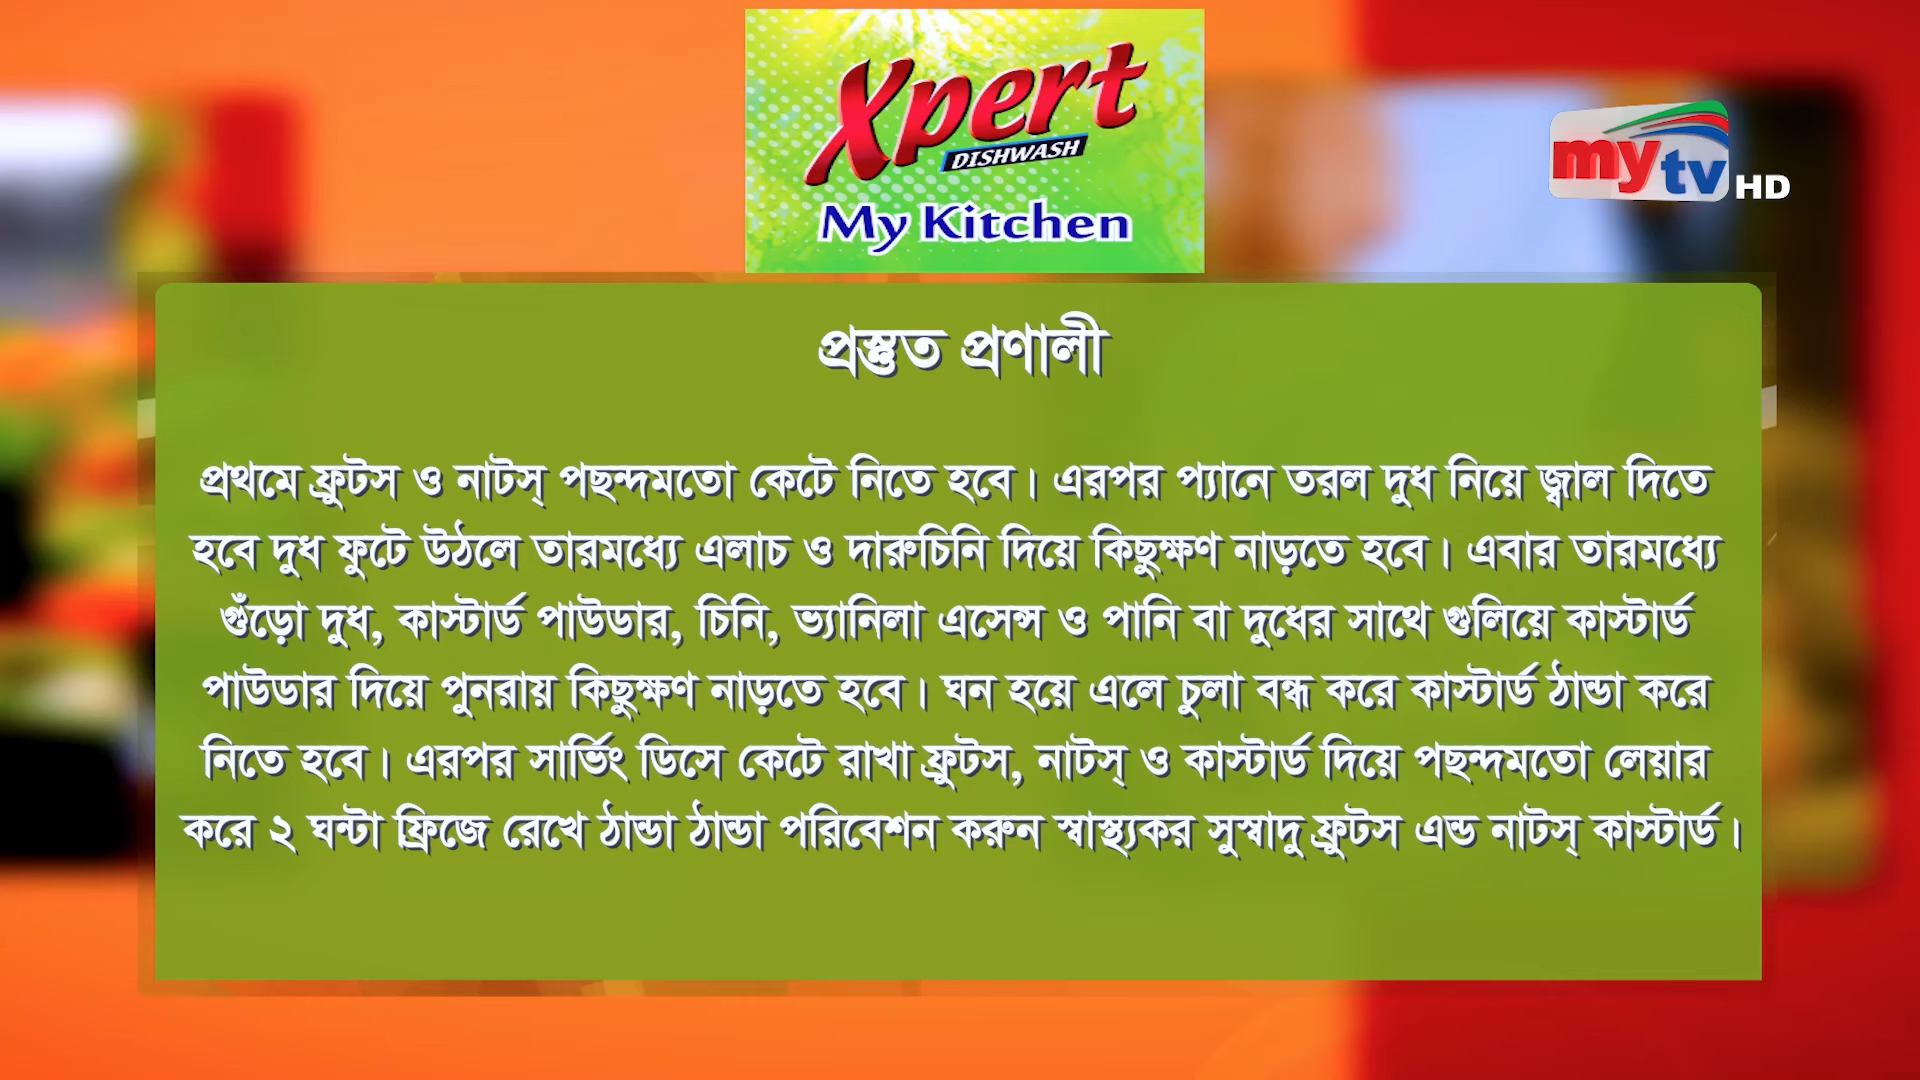 Xpert
DISHWASH
My Kitchen
mytv HD
প্রস্তুত প্রণালী
প্রথমে ফ্রুটস ও নাটস্ পছন্দমতো কেটে নিতে হবে। এরপর প্যানে তরল দুধ নিয়ে জ্বাল দিতে
হবে দুধ ফুটে উঠলে তারমধ্যে এলাচ ও দারুচিনি দিয়ে কিছুক্ষণ নাড়তে হবে। এবার তারমধ্যে
গুঁড়ো দুধ, কাস্টার্ড পাউডার, চিনি, ভ্যানিলা এসেন্স ও পানি বা দুধের সাথে গুলিয়ে কাস্টার্ড
পাউডার দিয়ে পুনরায় কিছুক্ষণ নাড়তে হবে। ঘন হয়ে এলে চুলা বন্ধ করে কাস্টার্ড ঠান্ডা করে
নিতে হবে। এরপর সার্ভিং ডিসে কেটে রাখা ফ্রুটস, নাটস্ ও কাস্টার্ড দিয়ে পছন্দমতো লেয়ার
করে ২ ঘন্টা ফ্রিজে রেখে ঠান্ডা ঠান্ডা পরিবেশন করুন স্বাস্থ্যকর সুস্বাদু ফ্রুটস এন্ড নাটস্ কাস্টার্ড।